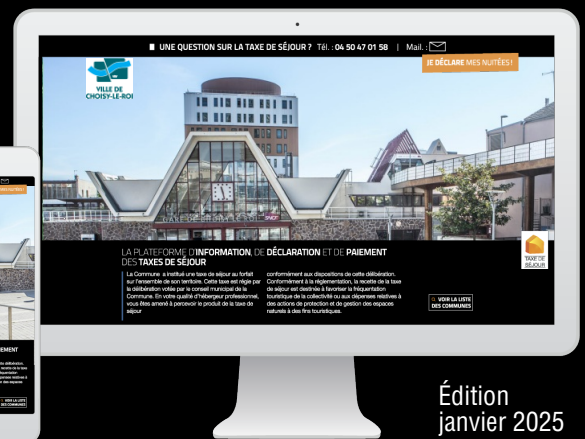 ■ UNE QUESTION SUR LA TAXE DE SÉJOUR ? Tél. : 04 50 47 01 58 | Mail. :
JE DÉCLARE MES NUITÉES !
VILLE DE
CHOISY-LE-ROI
SNCF
LA PLATEFORME D'INFORMATION, DE DÉCLARATION ET DE PAIEMENT
DES TAXES DE SÉJOUR
La Commune a institué une taxe de séjour au forfait
sur l'ensemble de son territoire. Cette taxe est régie par
la délibération votée par le conseil municipal de la
Commune. En votre qualité d'hébergeur professionnel,
vous êtes amené à percevoir le produit de la taxe de
séjour
conformément aux dispositions de cette délibération.
Conformément à la réglementation, la recette de la taxe
de séjour est destinée à favoriser la fréquentation
touristique de la collectivité ou aux dépenses relatives à
des actions de protection et de gestion des espaces
naturels à des fins touristiques.
TAXE DE
SÉJOUR
VOIR LA LISTE
DES COMMUNES
EMENT
VOIR LA LISTE
DES COMMUNES
Édition
janvier 2025